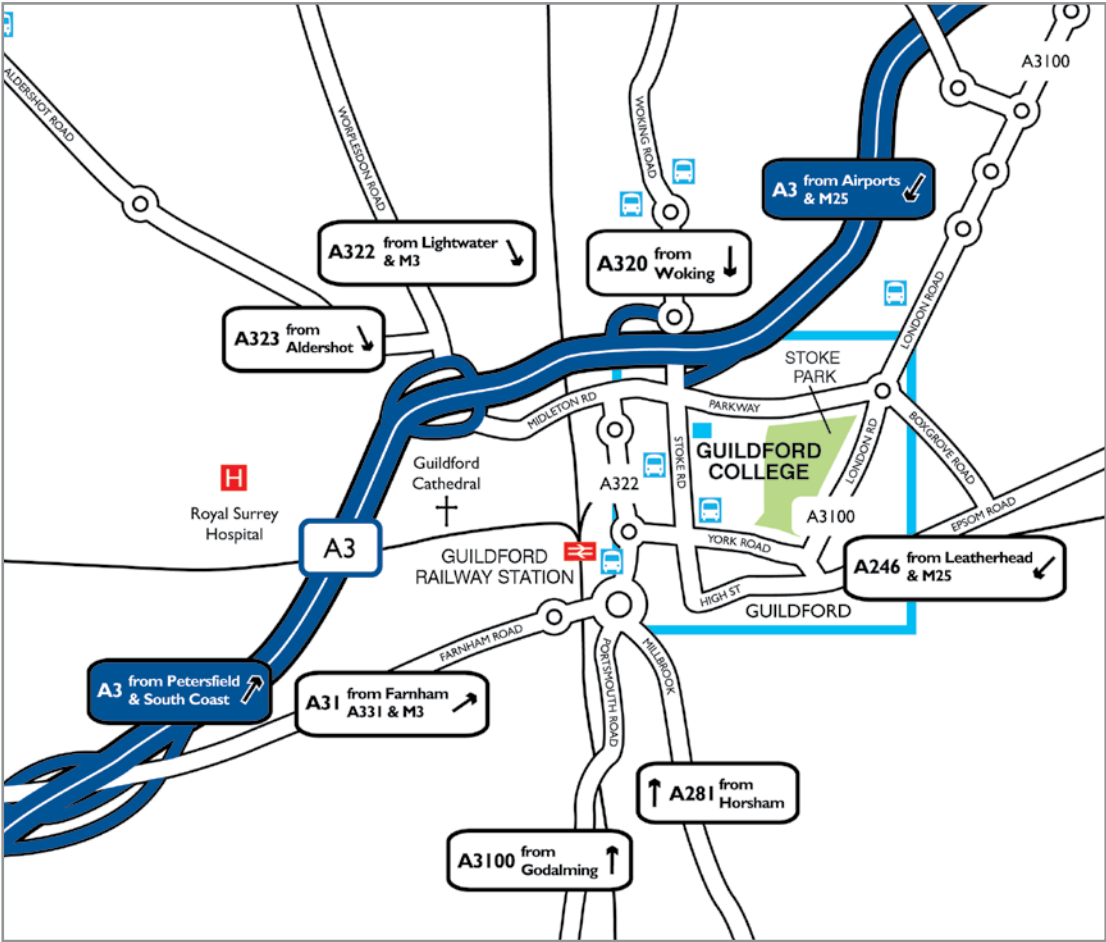 A3100
ALDERSHOT ROAD
WORPLESDON ROAD
WOKING ROAD
A3 from Airports
& M25
A322 from Lightwater
& M3
A320 from
Woking
LONDON ROAD
A323 from
Aldershot
STOKE
PARK
MIDLETON RD
PARKWAY
BOXGROVE ROAD
LONDON RD
STOKE RD
GUILDFORD
COLLEGE
Guildford
Cathedral
H
Royal Surrey
Hospital
A322
A3100
EPSOM ROAD
A3
YORK ROAD
GUILDFORD
RAILWAY STATION
A246 from Leatherhead
& M25
HIGH ST
GUILDFORD
FARNHAM ROAD
PORTSMOUTH ROAD
MILLBROOK
A3 from Petersfield
& South Coast
A31 from Farnham
A331 & M3
A281 from
Horsham
A3100 from
Godalming